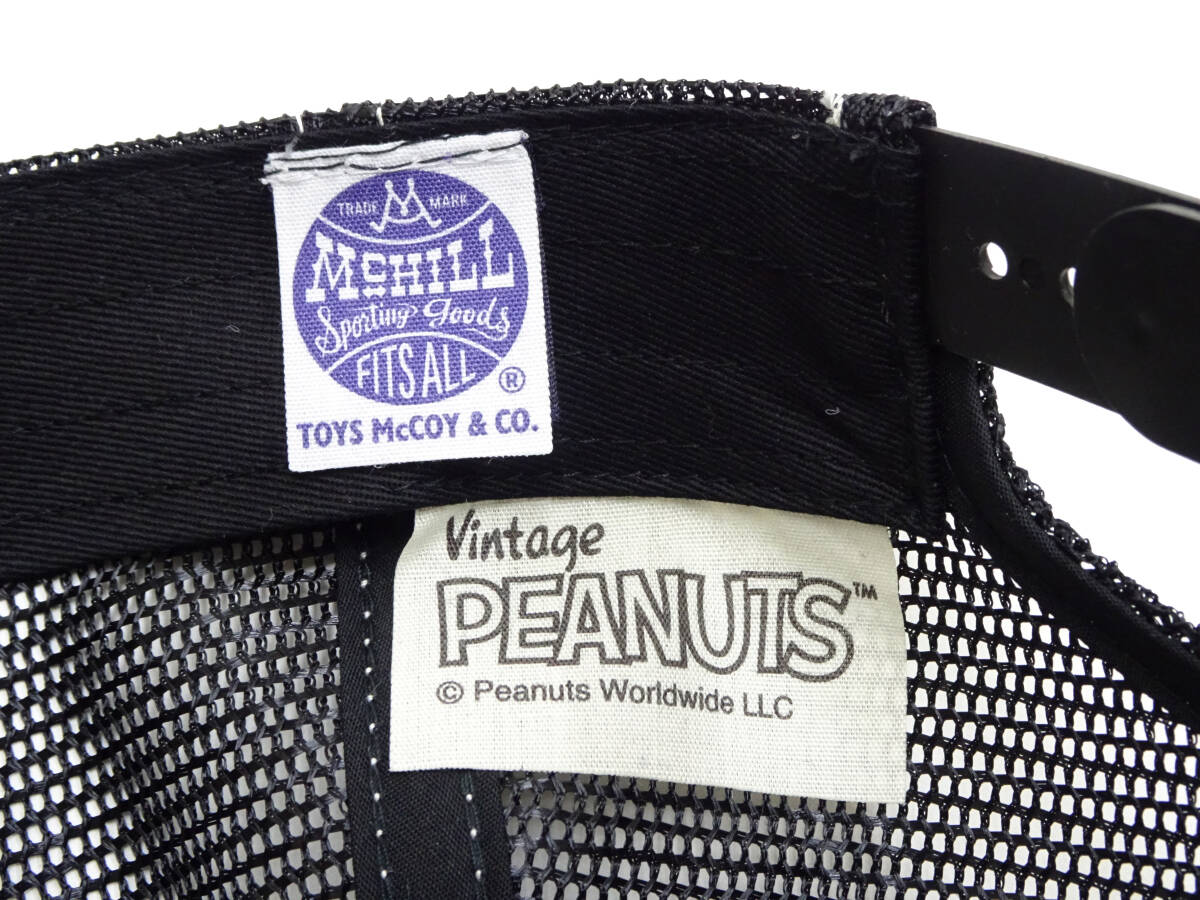 TRADE M MARK
McHILL
Sporting Goods
FITS ALL
®
TOYS McCOY & CO.
Vintage
PEANUTS™
© Peanuts Worldwide LLC